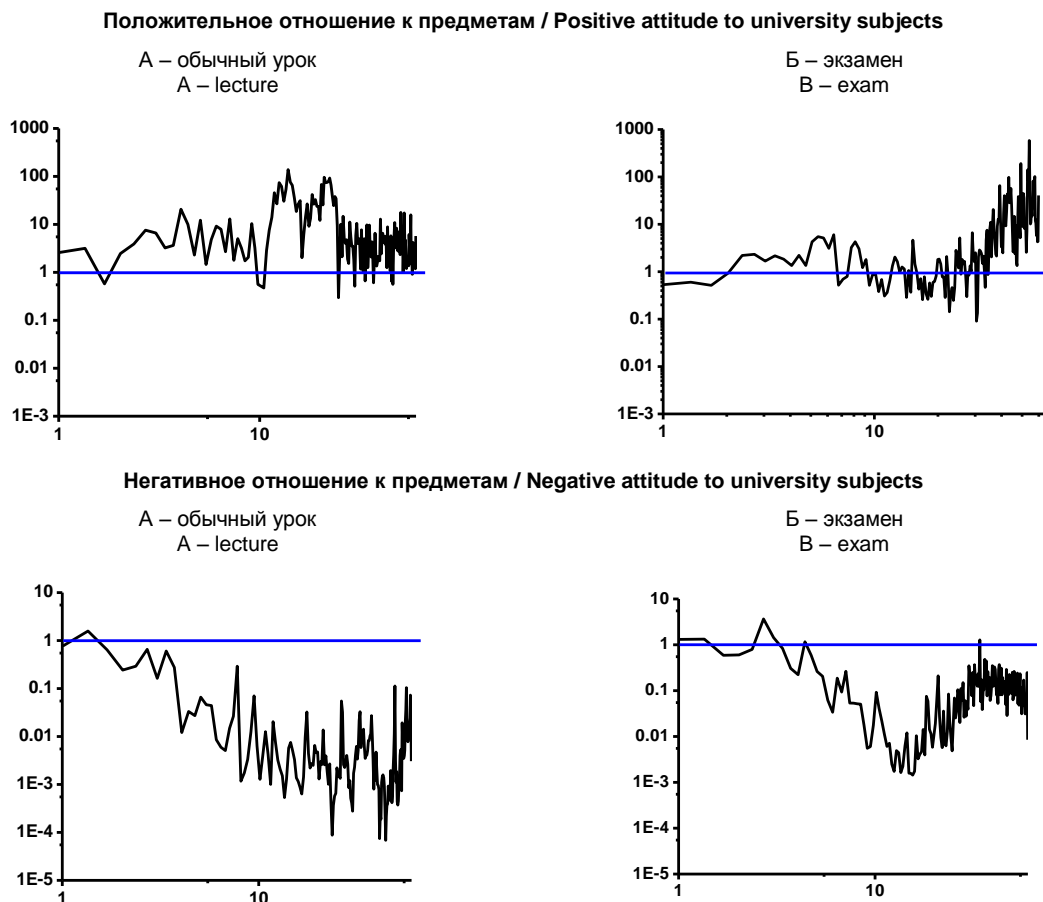 Положительное отношение к предметам / Positive attitude to university subjects
А – обычный урок
A – lecture
Б – экзамен
B – exam
1000
100
10
1
0.1
0.01
1E-3
1
10
1000
100
10
1
0.1
0.01
1E-3
1
10
Негативное отношение к предметам / Negative attitude to university subjects
А – обычный урок
A – lecture
Б – экзамен
B – exam
10
1
0.1
0.01
1E-3
1E-4
1E-5
1
10
10
1
0.1
0.01
1E-3
1E-4
1E-5
1
10